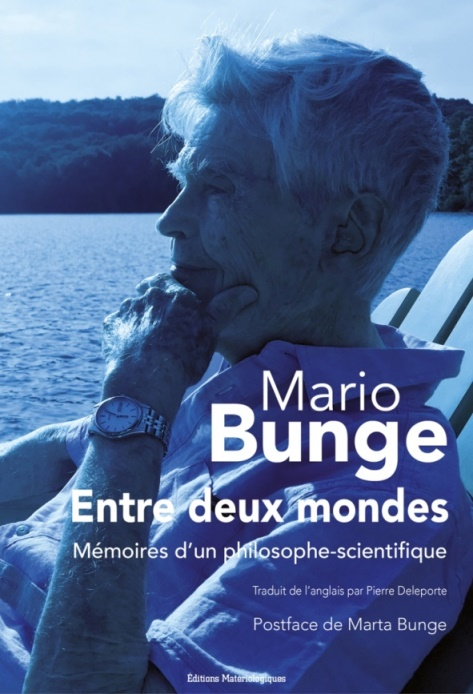 Mario
Bunge
Entre deux mondes
Mémoires d'un philosophe-scientifique
Traduit de l'anglais par Pierre Deleporte
Postface de Marta Bunge
Éditions Matériologiques